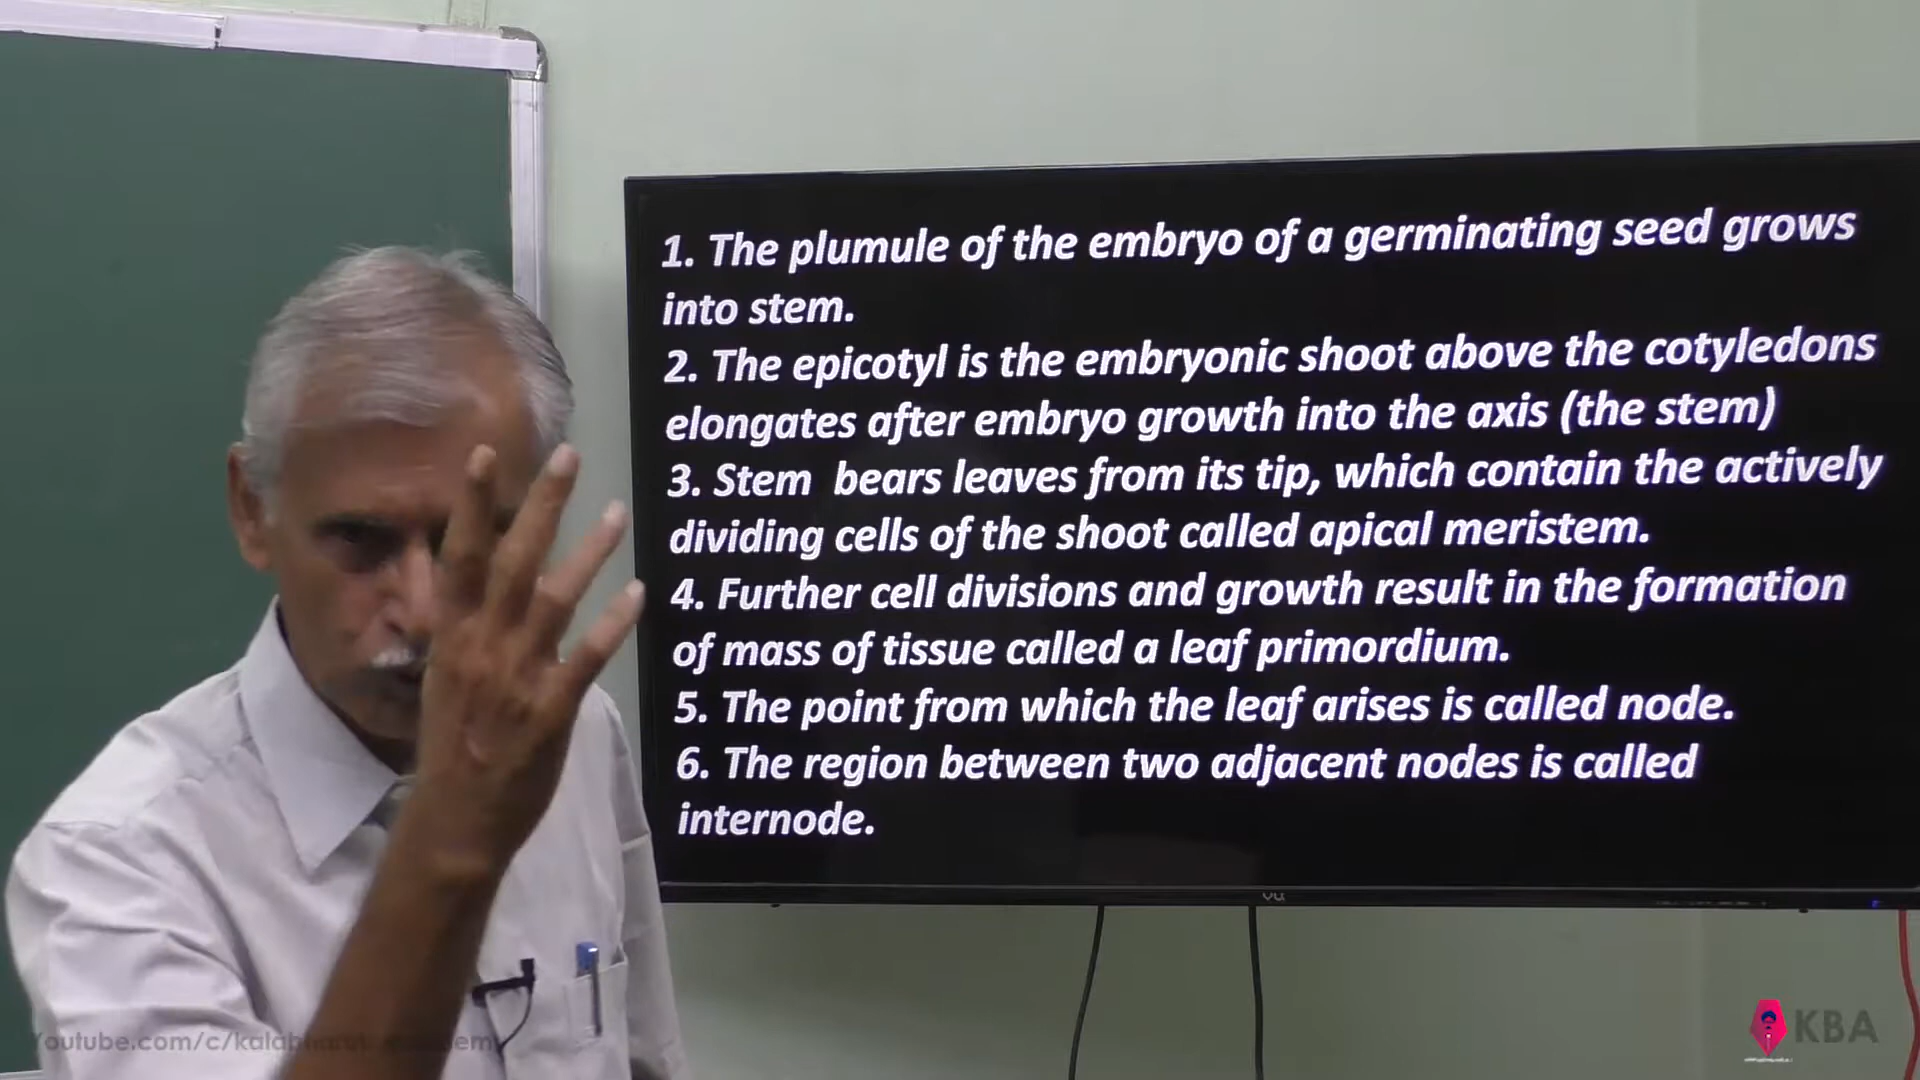 1. The plumule of the embryo of a germinating seed grows
into stem.
2. The epicotyl is the embryonic shoot above the cotyledons
elongates after embryo growth into the axis (the stem)
3. Stem bears leaves from its tip, which contain the actively
dividing cells of the shoot called apical meristem.
4. Further cell divisions and growth result in the formation
of mass of tissue called a leaf primordium.
5. The point from which the leaf arises is called node.
6. The region between two adjacent nodes is called
internode.
VU
Youtube.com/c/kalabharat
KBA